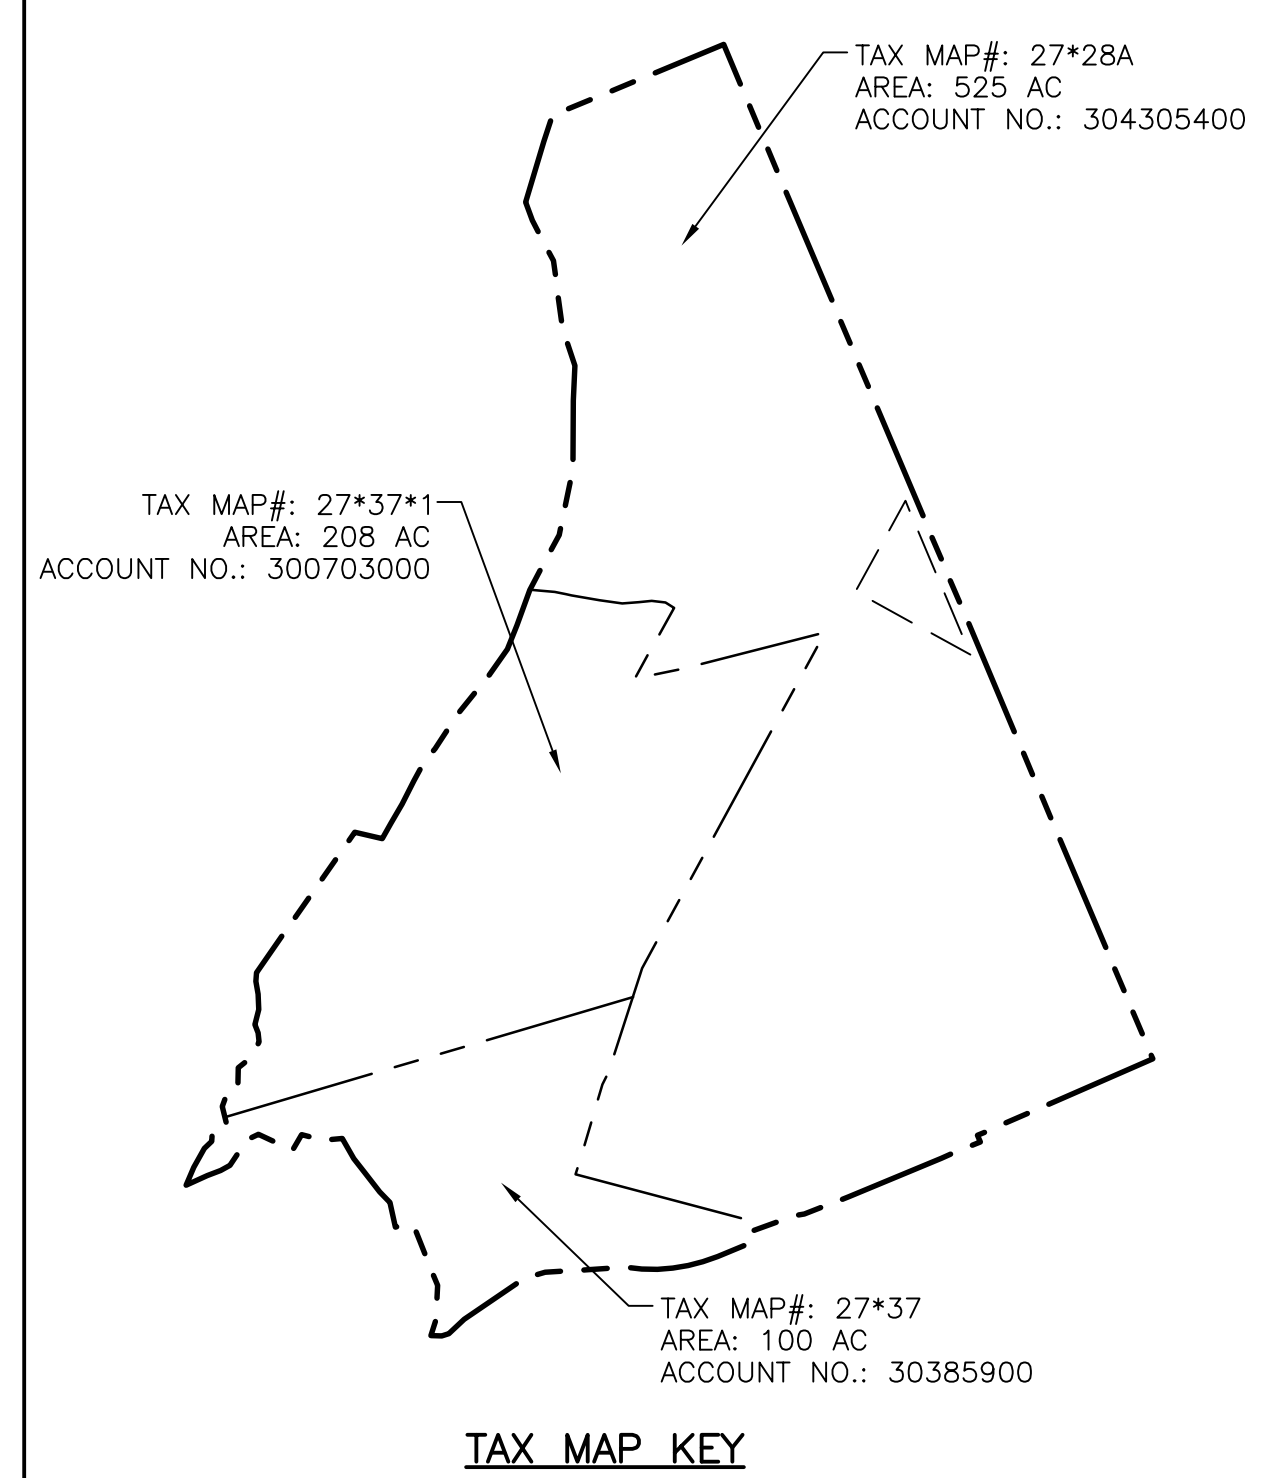 TAX MAP#: 27*28A
AREA: 525 AC
ACCOUNT NO.: 304305400
TAX MAP#: 27*37*1
AREA: 208 AC
ACCOUNT NO.: 300703000
TAX MAP#: 27*37
AREA: 100 AC
ACCOUNT NO.: 30385900
TAX MAP KEY